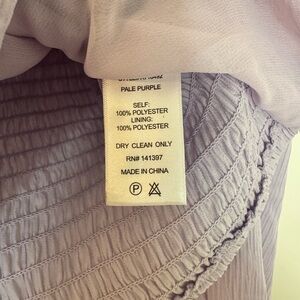 PALE PURPLE
SELF:
100% POLYESTER
LINING:
100% POLYESTER
DRY CLEAN ONLY
RN# 141397
MADE IN CHINA
P